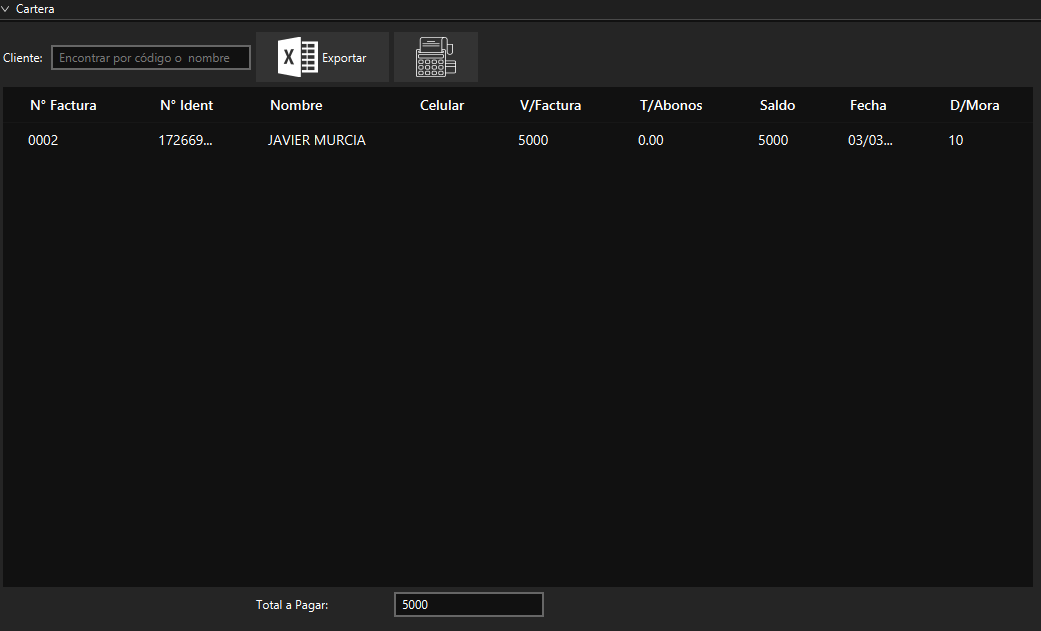 Cartera
Cliente: Encontrar por código o nombre X Exportar
N° Factura N° Ident Nombre Celular V/Factura T/Abonos Saldo Fecha D/Mora
0002 172669... JAVIER MURCIA 5000 0.00 5000 03/03... 10
Total a Pagar: 5000